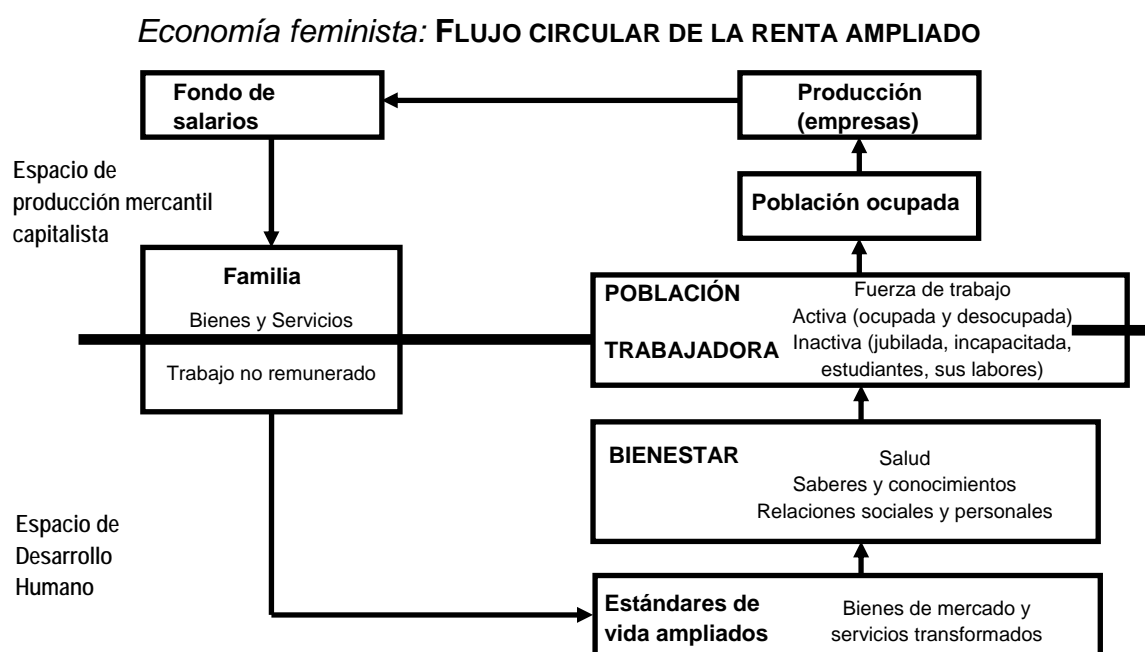 Economía feminista: FLUJO CIRCULAR DE LA RENTA AMPLIADO
Fondo de
salarios
Producción
(empresas)
Espacio de
producción mercantil
capitalista
Población ocupada
Familia
Bienes y Servicios
Trabajo no remunerado
POBLACIÓN
TRABAJADORA
Fuerza de trabajo
Activa (ocupada y desocupada)
Inactiva (jubilada, incapacitada,
estudiantes, sus labores)
BIENESTAR
Salud
Saberes y conocimientos
Relaciones sociales y personales
Espacio de
Desarrollo
Humano
Estándares de
vida ampliados
Bienes de mercado y
servicios transformados